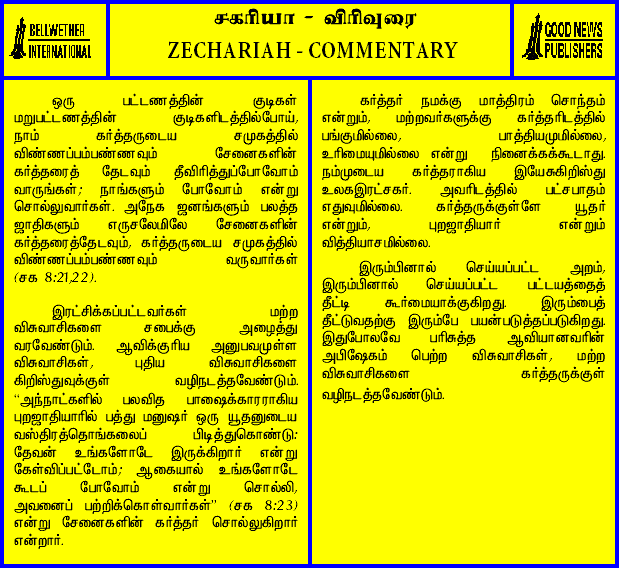 BELLWETHER
INTERNATIONAL
சகரியா - விரிவுரை
ZECHARIAH - COMMENTARY
GOOD NEWS
PUBLISHERS
ஒரு பட்டணத்தின் குடிகள்
மறுபட்டணத்தின் குடிகளிடத்தில்போய்,
நாம் கர்த்தருடைய சமுகத்தில்
விண்ணப்பம்பண்ணவும் சேனைகளின்
கர்த்தரைத் தேடவும் தீவிரித்துப்போவோம்
வாருங்கள்; நாங்களும் போவோம் என்று
சொல்லுவார்கள். அநேக ஜனங்களும் பலத்த
ஜாதிகளும் எருசலேமிலே சேனைகளின்
கர்த்தரைத்தேடவும், கர்த்தருடைய சமுகத்தில்
விண்ணப்பம்பண்ணவும் வருவார்கள்
(சக 8:21,22).
இரட்சிக்கப்பட்டவர்கள் மற்ற
விசுவாசிகளை சபைக்கு அழைத்து
வரவேண்டும். ஆவிக்குரிய அனுபவமுள்ள
விசுவாசிகள், புதிய விசுவாசிகளை
கிறிஸ்துவுக்குள் வழிநடத்தவேண்டும்.
“அந்நாட்களில் பலவித பாஷைக்காரராகிய
புறஜாதியாரில் பத்து மனுஷர் ஒரு யூதனுடைய
வஸ்திரத்தொங்கலைப் பிடித்துகொண்டு:
தேவன் உங்களோடே இருக்கிறார் என்று
கேள்விப்பட்டோம்; ஆகையால் உங்களோடே
கூடப் போவோம் என்று சொல்லி,
அவனைப் பற்றிக்கொள்வார்கள்” (சக 8:23)
என்று சேனைகளின் கர்த்தர் சொல்லுகிறார்
என்றார்.
கர்த்தர் நமக்கு மாத்திரம் சொந்தம்
என்றும், மற்றவர்களுக்கு கர்த்தரிடத்தில்
பங்குமில்லை, பாத்தியமுமில்லை,
உரிமையுமில்லை என்று நினைக்கக்கூடாது.
நம்முடைய கர்த்தராகிய இயேசுகிறிஸ்து
உலகஇரட்சகர். அவரிடத்தில் பட்சபாதம்
எதுவுமில்லை. கர்த்தருக்குள்ளே யூதர்
என்றும், புறஜாதியார் என்றும்
வித்தியாசமில்லை.
இரும்பினால் செய்யப்பட்ட அறம்,
இரும்பினால் செய்யப்பட்ட பட்டயத்தைத்
தீட்டி கூர்மையாக்குகிறது. இரும்பைத்
தீட்டுவதற்கு இரும்பே பயன்படுத்தப்படுகிறது.
இதுபோலவே பரிசுத்த ஆவியானவரின்
அபிஷேகம் பெற்ற விசுவாசிகள், மற்ற
விசுவாசிகளை கர்த்தருக்குள்
வழிநடத்தவேண்டும்.